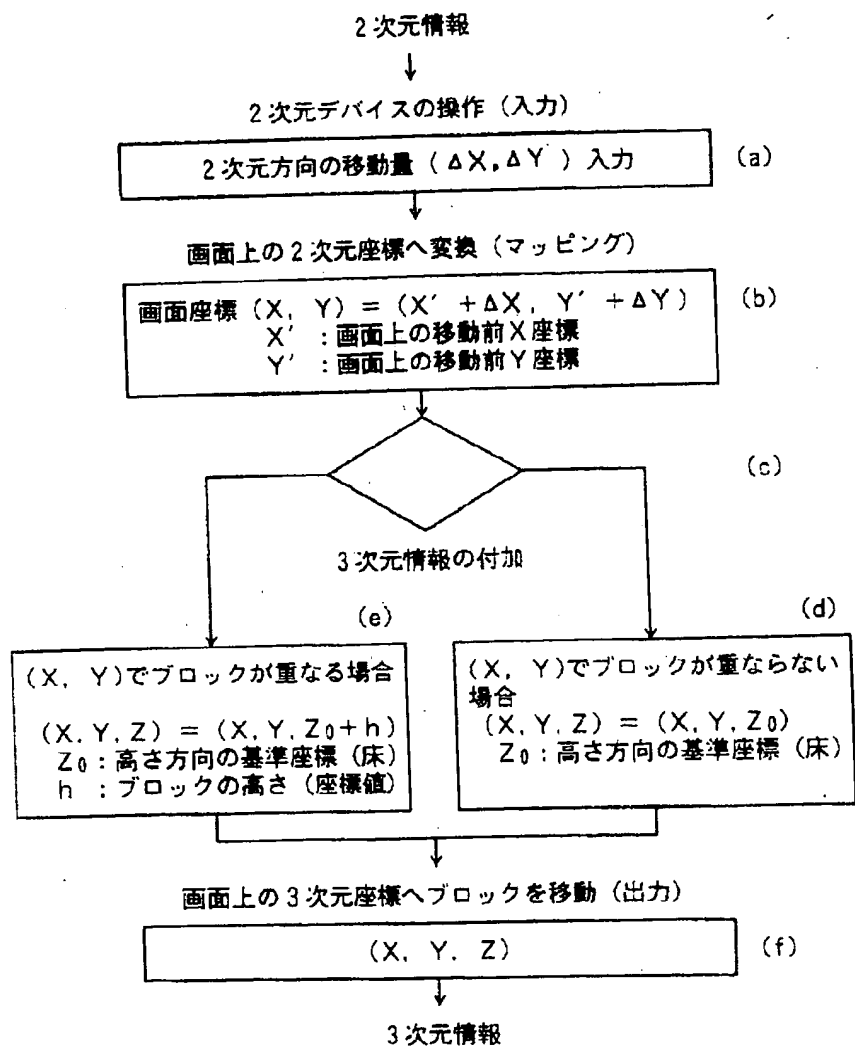 2次元情報
2次元デバイスの操作（入力）
2次元方向の移動量（ΔX,ΔY）入力
(a)
画面上の2次元座標へ変換（マッピング）
画面座標（X, Y）＝（X′＋ΔX, Y′＋ΔY）
X′：画面上の移動前X座標
Y′：画面上の移動前Y座標
(b)
(c)
3次元情報の付加
(e)
(X, Y)でブロックが重なる場合
(X, Y, Z)＝(X, Y, Z0＋h)
Z0：高さ方向の基準座標（床）
h：ブロックの高さ（座標値）
(d)
(X, Y)でブロックが重ならない
場合
(X, Y, Z)＝(X, Y, Z0)
Z0：高さ方向の基準座標（床）
画面上の3次元座標へブロックを移動（出力）
(X, Y, Z)
(f)
3次元情報